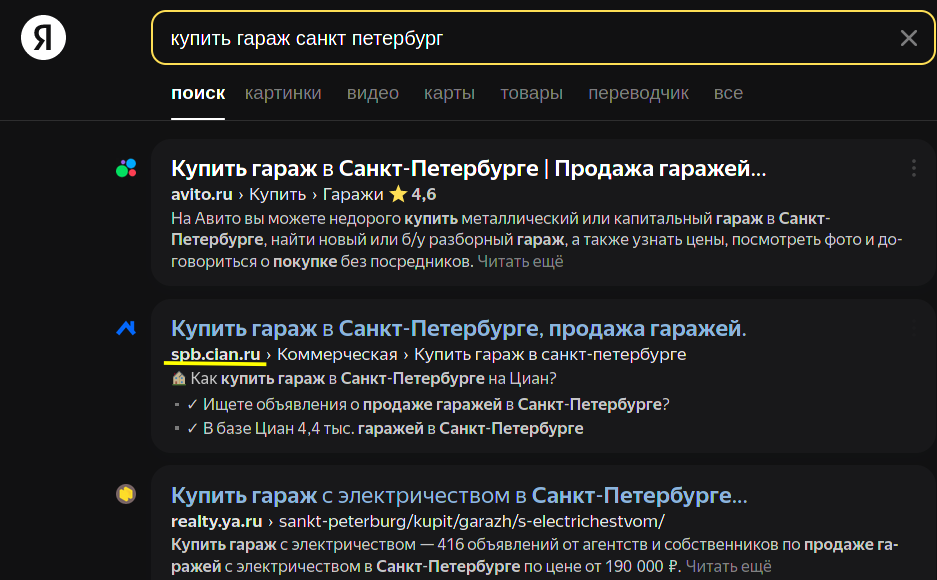 Я
купить гараж санкт петербург
поиск картинки видео карты товары переводчик все
Купить гараж в Санкт-Петербурге | Продажа гаражей...
avito.ru › Купить › Гаражи ⭐ 4,6
На Авито вы можете недорого купить металлический или капитальный гараж в Санкт-
Петербурге, найти новый или б/у разборный гараж, а также узнать цены, посмотреть фото и до-
говориться о покупке без посредников. Читать ещё
Купить гараж в Санкт-Петербурге, продажа гаражей.
spb.cian.ru › Коммерческая › Купить гараж в санкт-петербурге
🏠 Как купить гараж в Санкт-Петербурге на Циан?
▪ ✓ Ищете объявления о продаже гаражей в Санкт-Петербурге?
▪ ✓ В базе Циан 4,4 тыс. гаражей в Санкт-Петербурге
Купить гараж с электричеством в Санкт-Петербурге...
realty.ya.ru › sankt-peterburg/kupit/garazh/s-electrichestvom/
Купить гараж с электричеством — 416 объявлений от агентств и собственников по продаже га-
ражей с электричеством в Санкт-Петербурге по цене от 190 000 ₽. Читать ещё